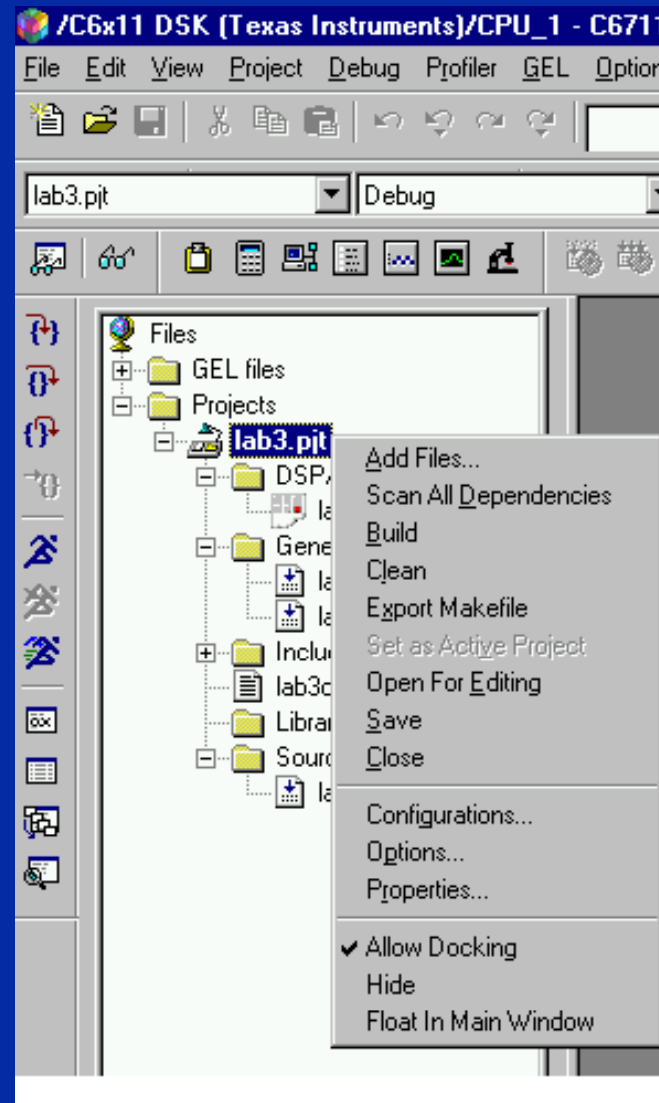 /C6x11 DSK (Texas Instruments)/CPU_1 - C6711
File Edit View Project Debug Profiler GEL Option
lab3.pjt Debug
Files
GEL files
Projects
lab3.pjt
DSP
Gene
Inclu
lab3c
Librar
Sourc
Add Files...
Scan All Dependencies
Build
Clean
Export Makefile
Set as Active Project
Open For Editing
Save
Close
Configurations...
Options...
Properties...
Allow Docking
Hide
Float In Main Window